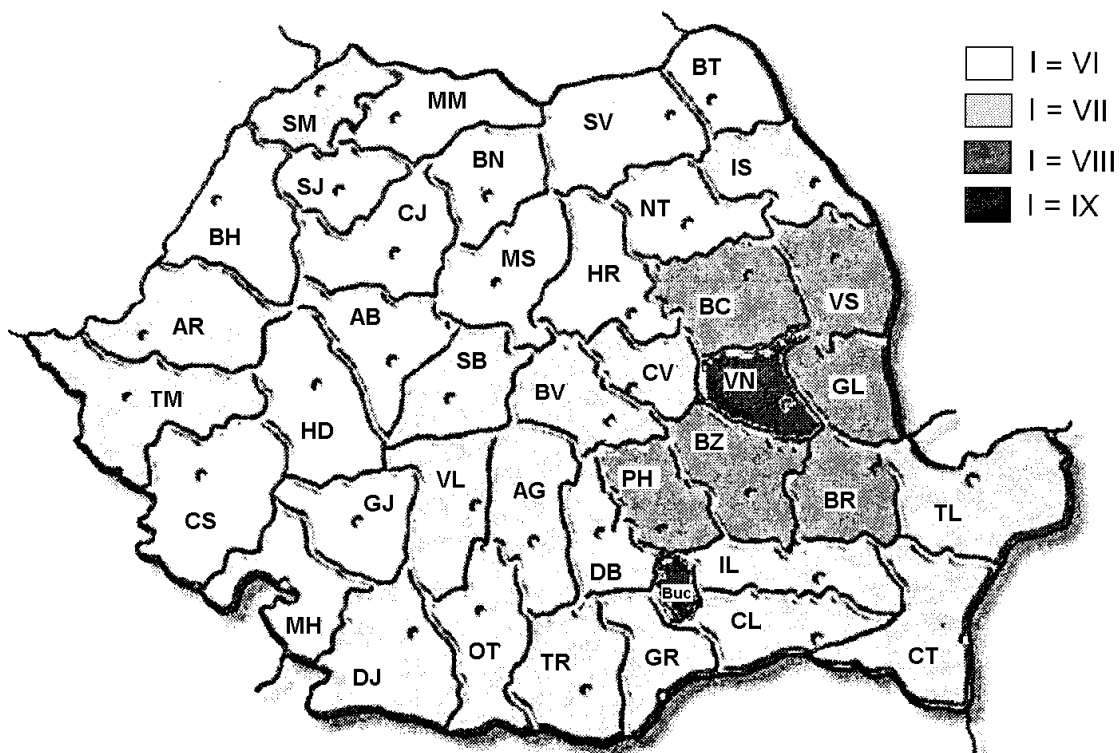 BT
I = VI
MM
SM
SV
I = VII
BN
IS
I = VIII
SJ
CJ
NT
I = IX
BH
MS
HR
BC
VS
AR
AB
SB
CV
VN
TM
BV
GL
HD
BZ
VL
AG
PH
CS
GJ
BR
TL
DB
IL
Buc
MH
CL
OT
TR
GR
CT
DJ